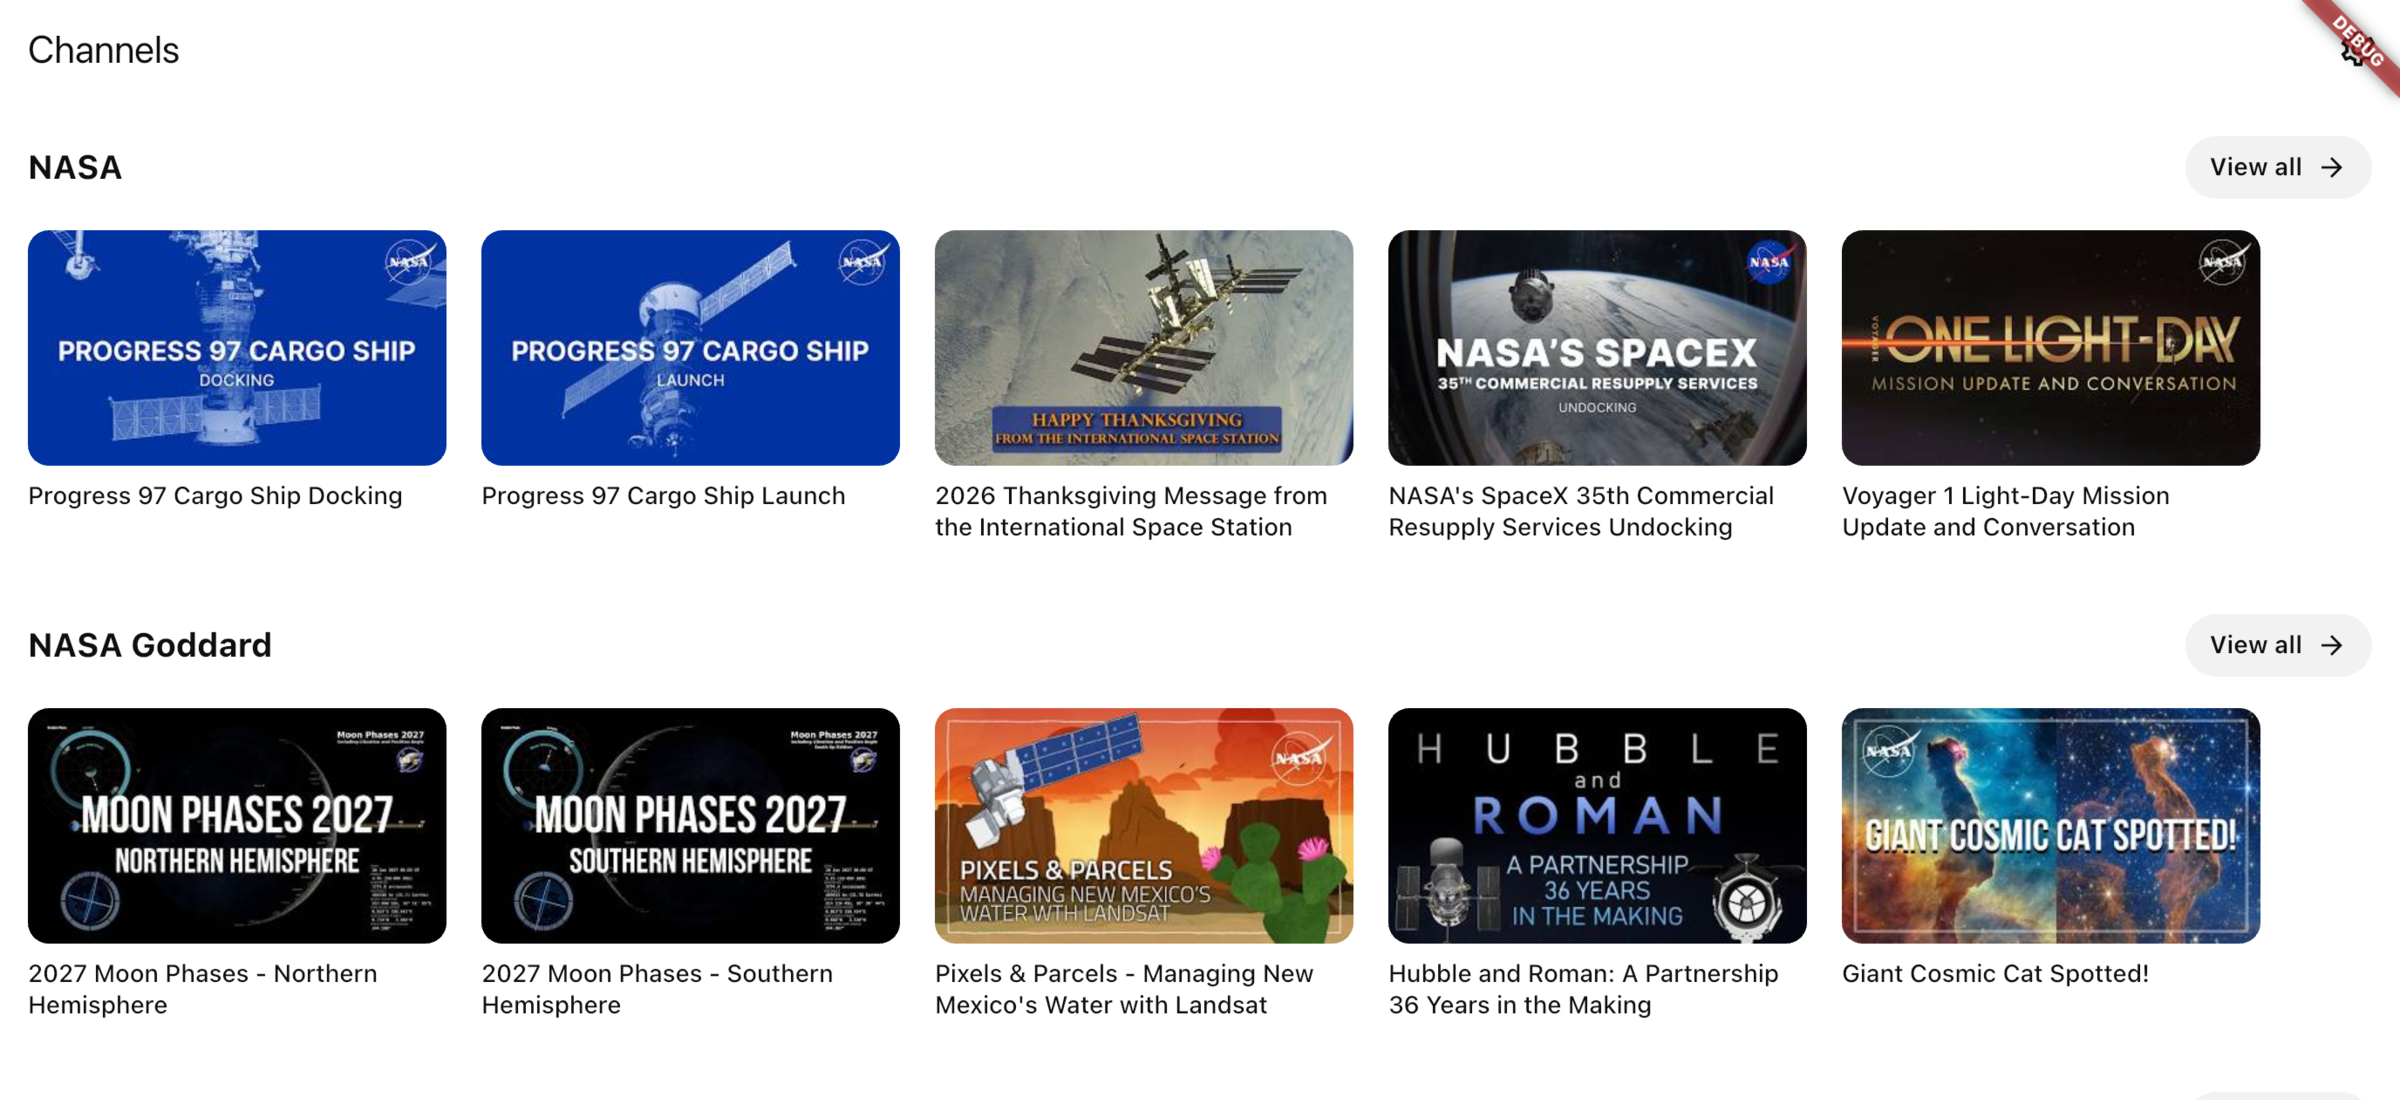 Channels
DEBUG
NASA
View all
NASA
PROGRESS 97 CARGO SHIP
DOCKING
NASA
PROGRESS 97 CARGO SHIP
LAUNCH
HAPPY THANKSGIVING
FROM THE INTERNATIONAL SPACE STATION
NASA
NASA'S SPACEX
35TH COMMERCIAL RESUPPLY SERVICES
UNDOCKING
NASA
VOYAGER
ONE LIGHT-DAY
MISSION UPDATE AND CONVERSATION
Progress 97 Cargo Ship Docking
Progress 97 Cargo Ship Launch
2026 Thanksgiving Message from
the International Space Station
NASA's SpaceX 35th Commercial
Resupply Services Undocking
Voyager 1 Light-Day Mission
Update and Conversation
NASA Goddard
View all
Moon Phases 2027
MOON PHASES 2027
NORTHERN HEMISPHERE
Moon Phases 2027
MOON PHASES 2027
SOUTHERN HEMISPHERE
NASA
PIXELS & PARCELS
MANAGING NEW MEXICO'S
WATER WTH LANDSAT
HUBBLE
and
ROMAN
A PARTNERSHIP
36 YEARS
IN THE MAKING
NASA
GIANT COSMIC CAT SPOTTED!
2027 Moon Phases - Northern
Hemisphere
2027 Moon Phases - Southern
Hemisphere
Pixels & Parcels - Managing New
Mexico's Water with Landsat
Hubble and Roman: A Partnership
36 Years in the Making
Giant Cosmic Cat Spotted!